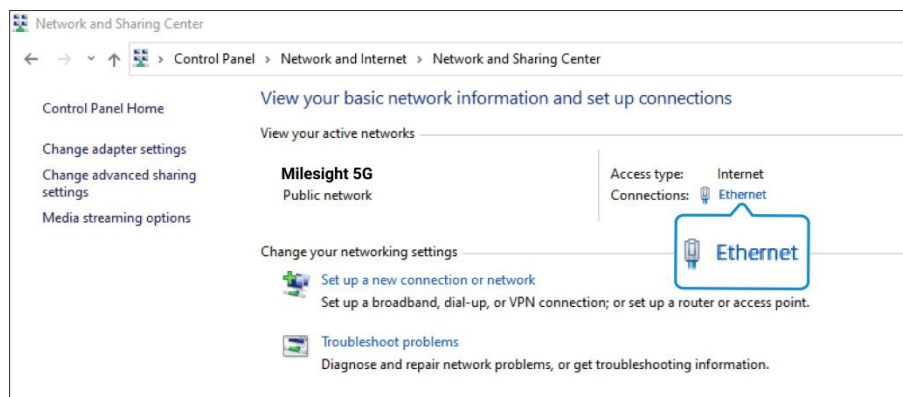 Network and Sharing Center
Control Panel > Network and Internet > Network and Sharing Center
Control Panel Home
Change adapter settings
Change advanced sharing
settings
Media streaming options
View your basic network information and set up connections
View your active networks
Milesight 5G
Public network
Access type: Internet
Connections: Ethernet
Ethernet
Change your networking settings
Set up a new connection or network
Set up a broadband, dial-up, or VPN connection; or set up a router or access point.
Troubleshoot problems
Diagnose and repair network problems, or get troubleshooting information.